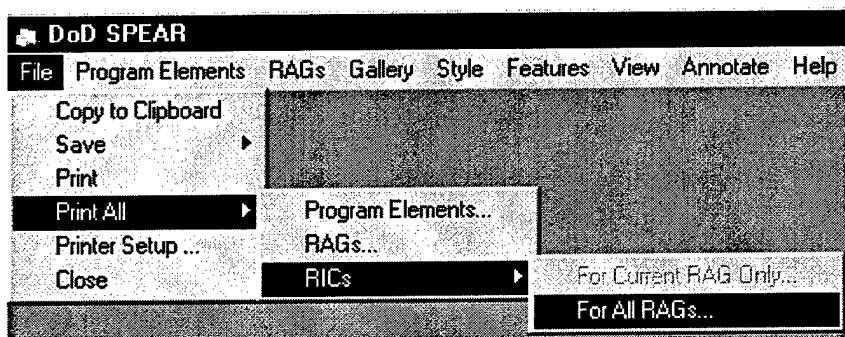 DoD SPEAR
File Program Elements RAGs Gallery Style Features View Annotate Help
Copy to Clipboard
Save
Print
Print All
Printer Setup ...
Close
Program Elements...
RAGs...
RICs
For Current RAG Only...
For All RAGs...